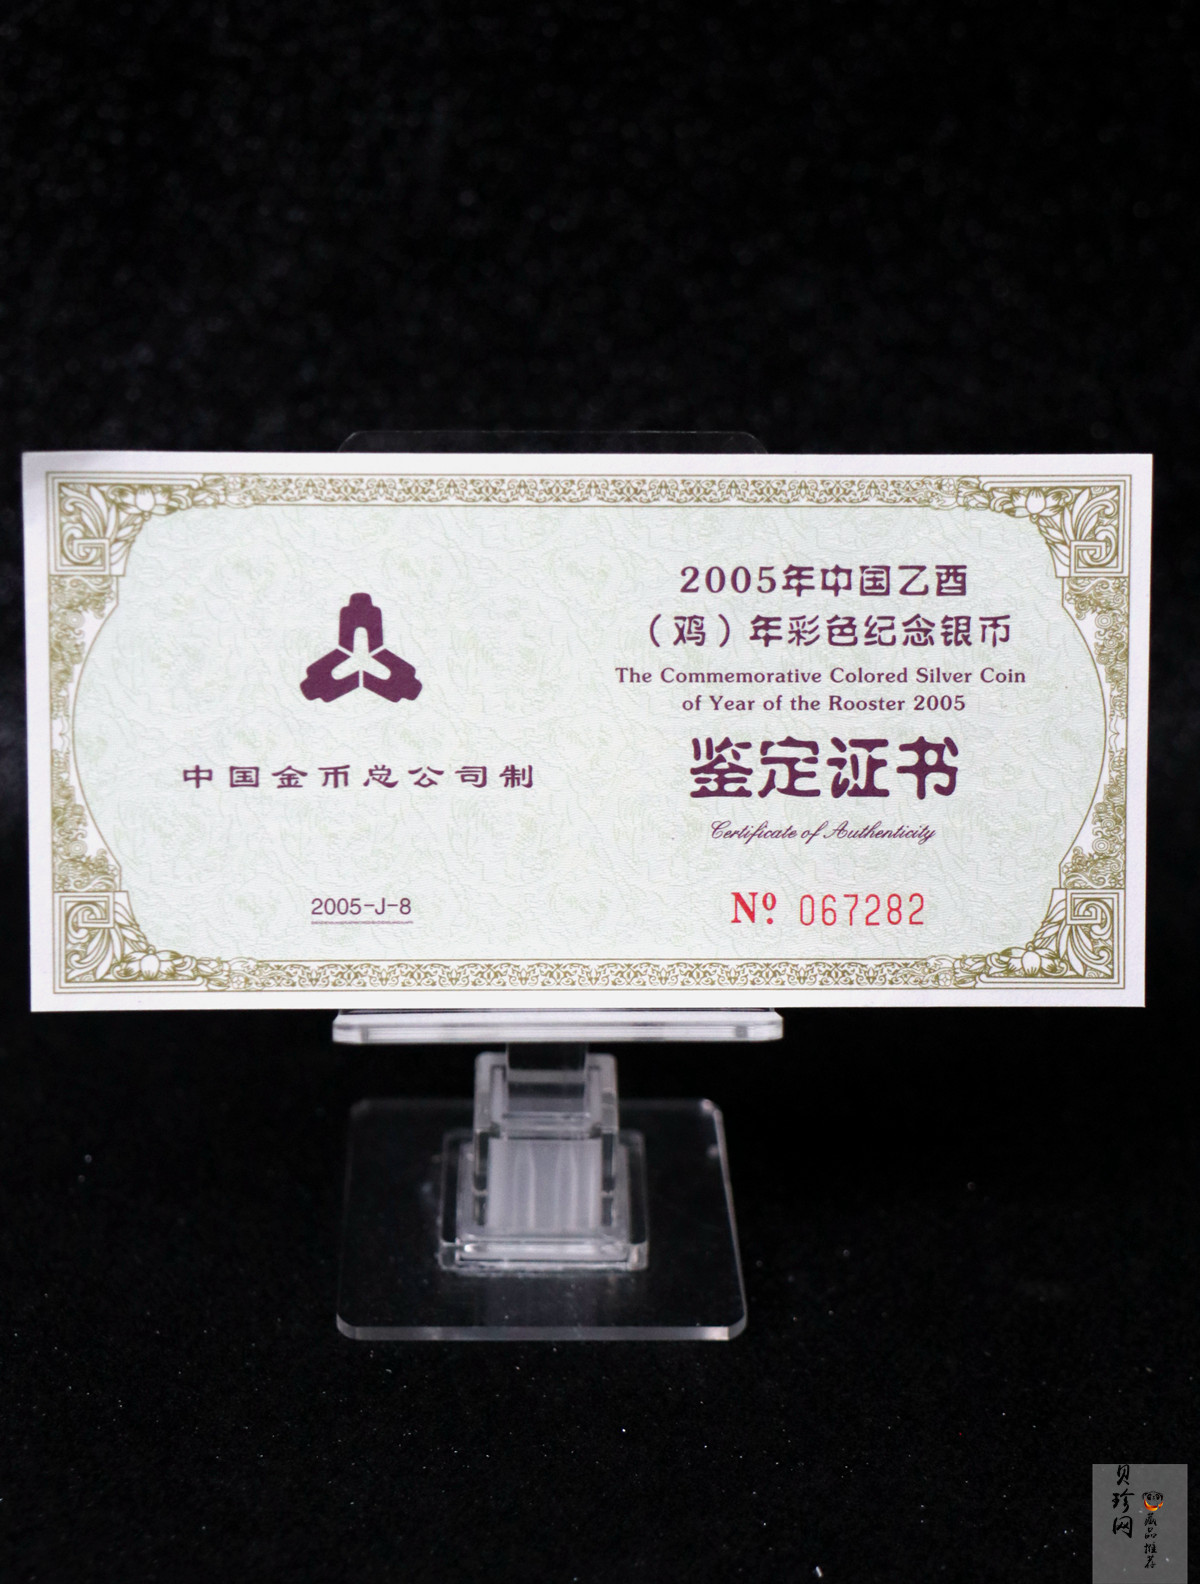 中国金币总公司制
2005-J-8
2005年中国乙酉
（鸡）年彩色纪念银币
The Commemorative Colored Silver Coin
of Year of the Rooster 2005
鉴定证书
Certificate of Authenticity
Nº 067282
贝珍网
藏品推荐